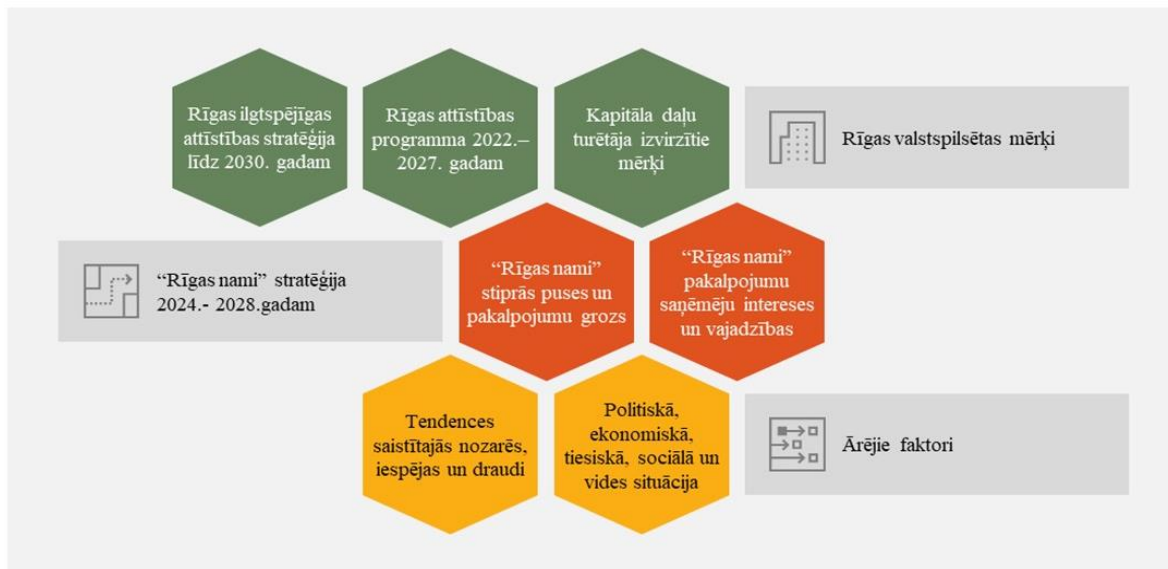 Rīgas ilgtspējīgas
attīstības stratēģija
līdz 2030. gadam
Rīgas attīstības
programma 2022.–
2027. gadam
Kapitāla daļu
turētāja izvirzītie
mērķi
Rīgas valstspilsētas mērķi
“Rīgas nami” stratēģija
2024.- 2028.gadam
“Rīgas nami”
stiprās puses un
pakalpojumu grozs
“Rīgas nami”
pakalpojumu
saņēmēju intereses
un vajadzības
Tendences
saistītajās nozarēs,
iespējas un draudi
Politiskā,
ekonomiskā,
tiesiskā, sociālā un
vides situācija
Ārējie faktori